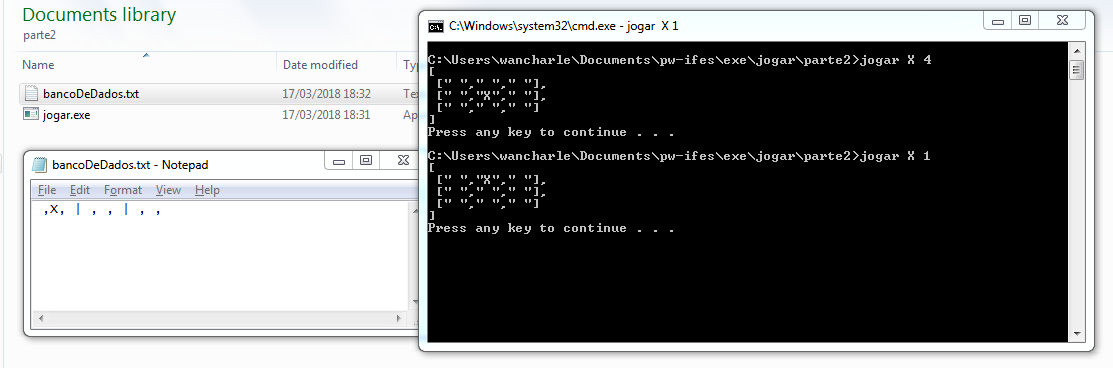 Documents library
parte2
Name Date modified Ty
bancoDeDados.txt 17/03/2018 18:32 Te
jogar.exe 17/03/2018 18:31 Ap
bancoDeDados.txt - Notepad
File Edit Format View Help
 ,X, | , , | , ,
C:\Windows\system32\cmd.exe - jogar  X 1
C:\Users\wancharle\Documents\pw-ifes\exe\jogar\parte2>jogar X 4
[
 [" "," "," "],
 [" ","X"," "],
 [" "," "," "]
]
Press any key to continue . . .
C:\Users\wancharle\Documents\pw-ifes\exe\jogar\parte2>jogar X 1
[
 [" ","X"," "],
 [" "," "," "],
 [" "," "," "]
]
Press any key to continue . . .